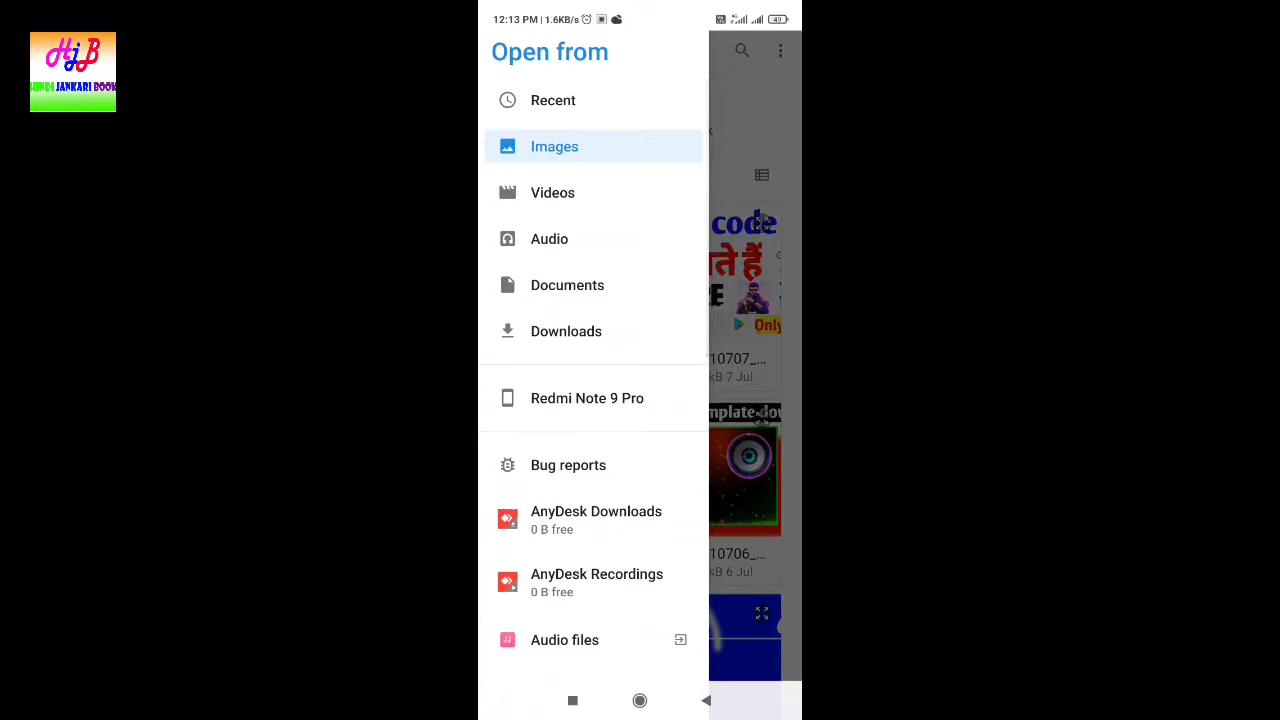 12:13 PM | 1.6KB/s
49
HJB
HINDI JANKARI BOOK
Open from
Recent
Images
Videos
Audio
Documents
Downloads
Redmi Note 9 Pro
Bug reports
AnyDesk Downloads
0 B free
AnyDesk Recordings
0 B free
Audio files
code
ते हैं
Only
10707_...
kB 7 Jul
10706_...
kB 6 Jul